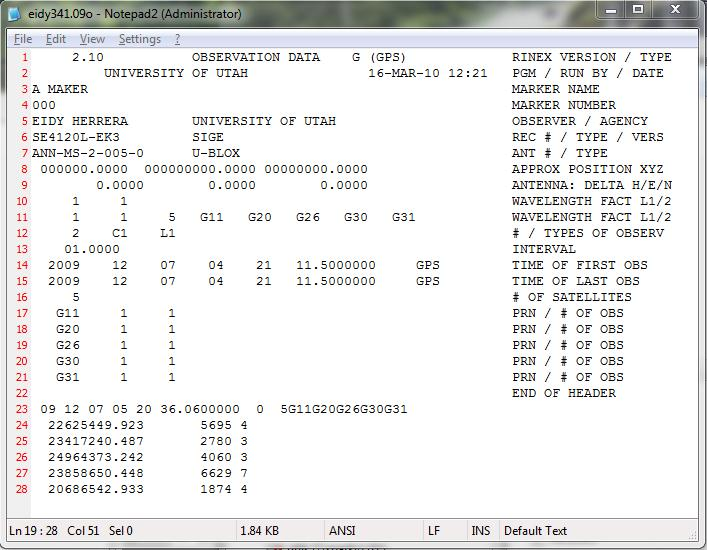 eidy341.09o - Notepad2 (Administrator)
File Edit View Settings ?
1 2.10 OBSERVATION DATA G (GPS) RINEX VERSION / TYPE
2 UNIVERSITY OF UTAH 16-MAR-10 12:21 PGM / RUN BY / DATE
3 A MAKER MARKER NAME
4 000 MARKER NUMBER
5 EIDY HERRERA UNIVERSITY OF UTAH OBSERVER / AGENCY
6 SE4120L-EK3 SIGE REC # / TYPE / VERS
7 ANN-MS-2-005-0 U-BLOX ANT # / TYPE
8 000000.0000 000000000.0000 00000000.0000 APPROX POSITION XYZ
9 0.0000 0.0000 0.0000 ANTENNA: DELTA H/E/N
10 1 1 WAVELENGTH FACT L1/2
11 1 1 5 G11 G20 G26 G30 G31 WAVELENGTH FACT L1/2
12 2 C1 L1 # / TYPES OF OBSERV
13 01.0000 INTERVAL
14 2009 12 07 04 21 11.5000000 GPS TIME OF FIRST OBS
15 2009 12 07 04 21 11.5000000 GPS TIME OF LAST OBS
16 5 # OF SATELLITES
17 G11 1 1 PRN / # OF OBS
18 G20 1 1 PRN / # OF OBS
19 G26 1 1 PRN / # OF OBS
20 G30 1 1 PRN / # OF OBS
21 G31 1 1 PRN / # OF OBS
22 END OF HEADER
23 09 12 07 05 20 36.0600000 0 5G11G20G26G30G31
24 22625449.923 5695 4
25 23417240.487 2780 3
26 24964373.242 4060 3
27 23858650.448 6629 7
28 20686542.933 1874 4
Ln 19 : 28 Col 51 Sel 0 1.84 KB ANSI LF INS Default Text